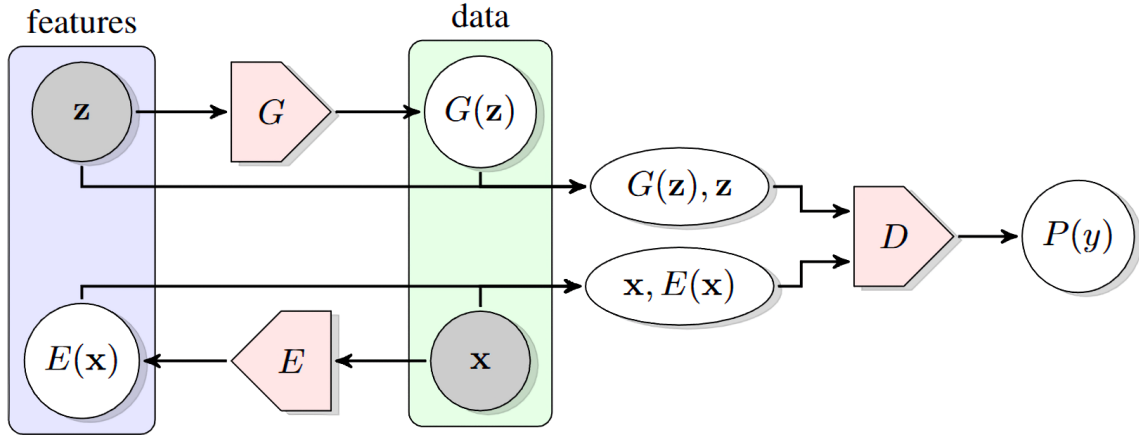 features
data
z
G
G(z)
G(z), z
D
P(y)
x, E(x)
E(x)
E
x